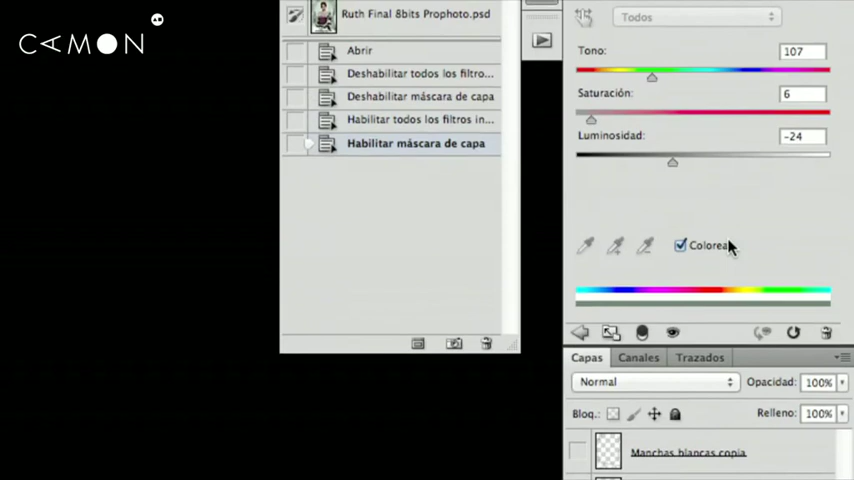 CAMON
Ruth Final 8bits Prophoto.psd
Abrir
Deshabilitar todos los filtro...
Deshabilitar máscara de capa
Habilitar todos los filtros in...
Habilitar máscara de capa
Todos
Tono:
107
Saturación:
6
Luminosidad:
-24
Colorea
Capas
Canales
Trazados
Normal
Opacidad:
100%
Bloq.:
Relleno:
100%
Manchas blancas copia